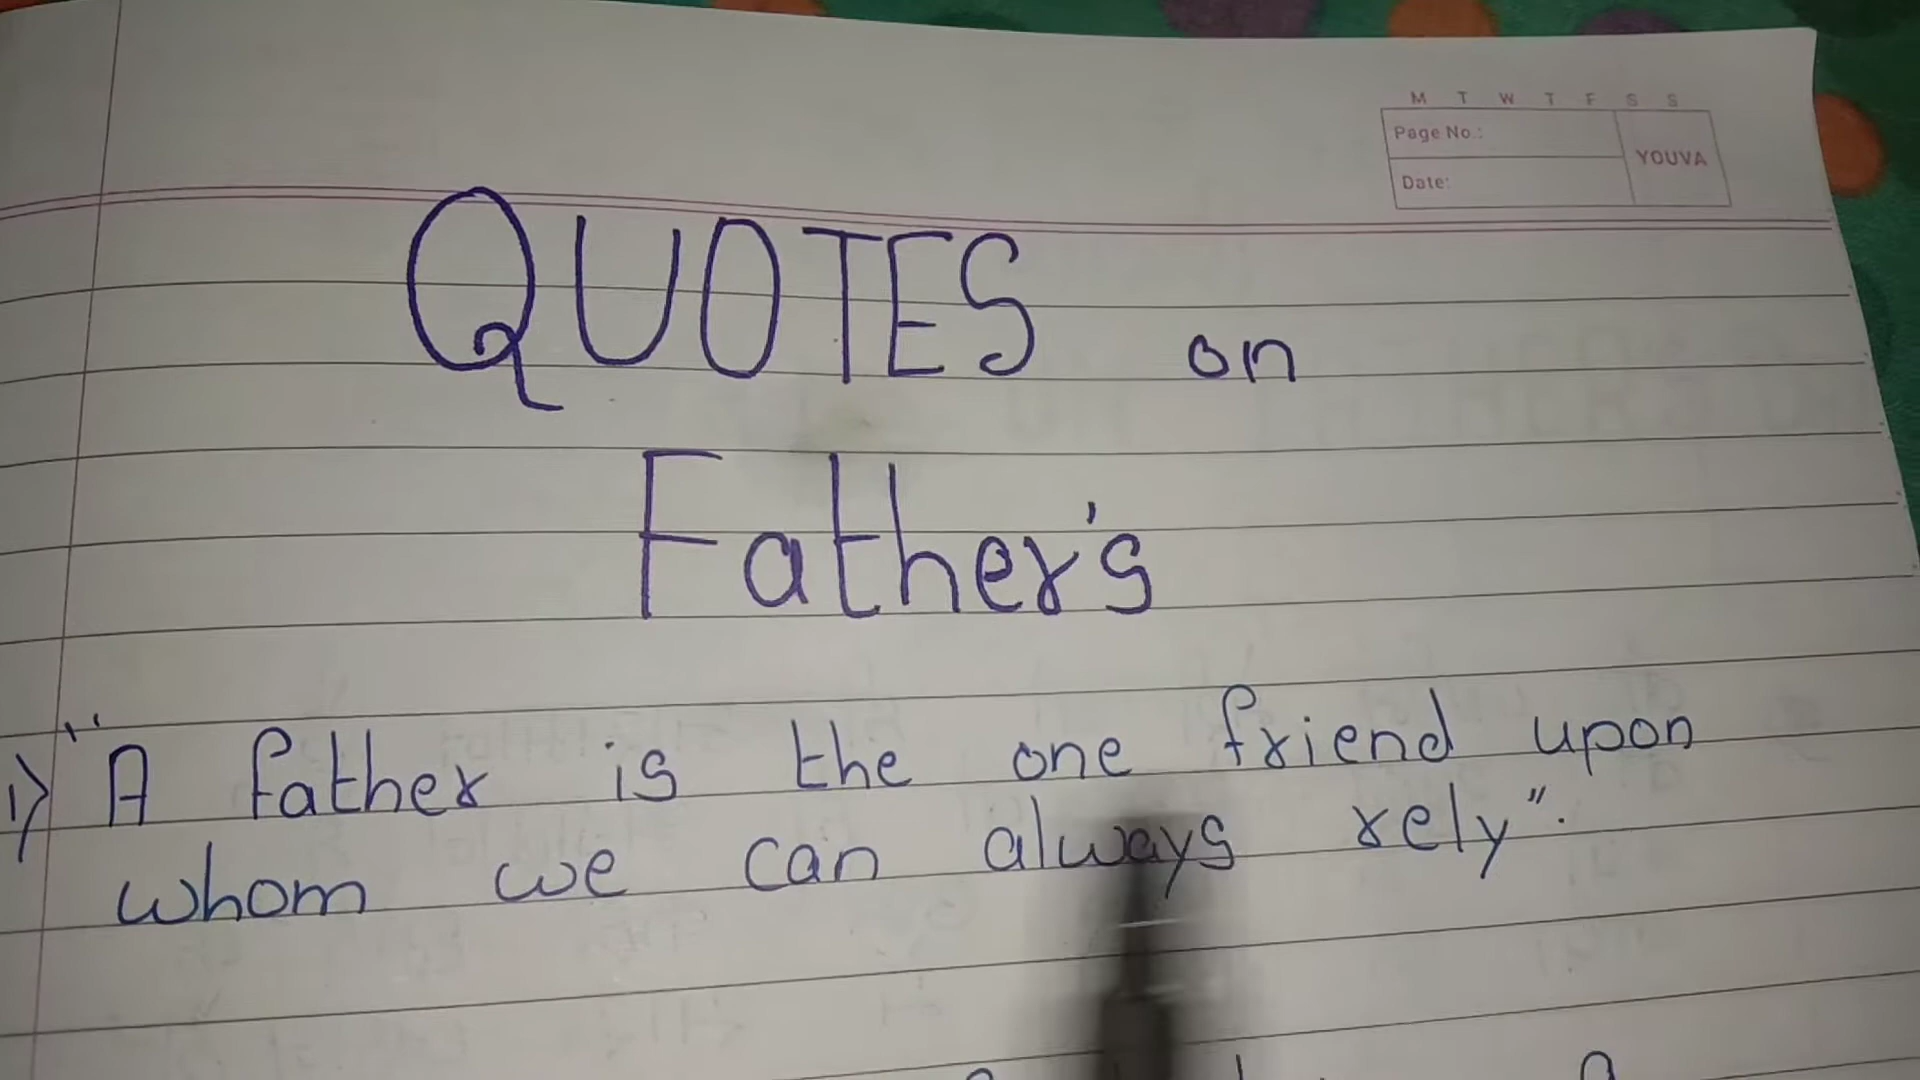 M T W T F S S
Page No.:
YOUVA
Date:
QUOTES on
Father's
1) "A father is the one friend upon
whom we can always rely".